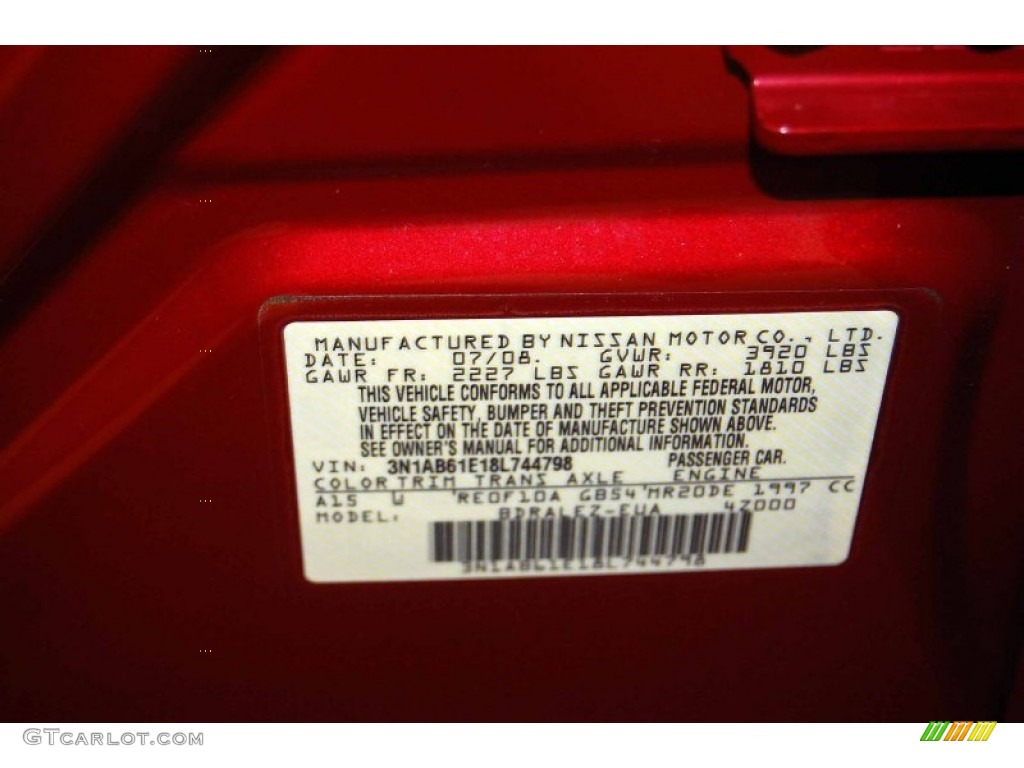 MANUFACTURED BY NISSAN MOTOR CO., LTD.
DATE: 07/08. GVWR: 3920 LBS
GAWR FR: 2227 LBS GAWR RR: 1810 LBS
THIS VEHICLE CONFORMS TO ALL APPLICABLE FEDERAL MOTOR,
VEHICLE SAFETY, BUMPER AND THEFT PREVENTION STANDARDS
IN EFFECT ON THE DATE OF MANUFACTURE SHOWN ABOVE.
SEE OWNER'S MANUAL FOR ADDITIONAL INFORMATION.
VIN: 3N1AB61E18L744798 PASSENGER CAR.
COLOR TRIM TRANS AXLE ENGINE
A15 W RE0F10A GB54 MR20DE 1997 CC
MODEL: BDRALEZ-EUA 4Z000
3N1AB61E18L744798
GTCARLOT.COM